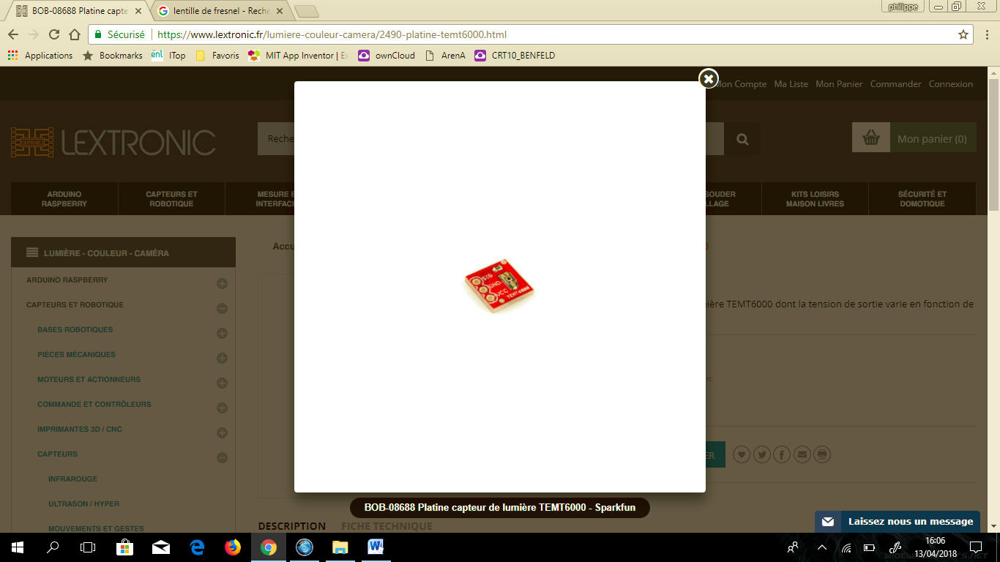 BOB-08688 Platine capte
lentille de fresnel - Reche
philippe
Sécurisé
https://www.lextronic.fr/lumiere-couleur-camera/2490-platine-temt6000.html
Applications
Bookmarks
ITop
Favoris
MIT App Inventor | Ex
ownCloud
ArenA
CRT10_BENFELD
Mon Compte
Ma Liste
Mon Panier
Commander
Connexion
LEXTRONIC
Reche
Mon panier (0)
ARDUINO
RASPBERRY
CAPTEURS ET
ROBOTIQUE
MESURE E
INTERFAC
SOUDER
LLAGE
KITS LOISIRS
MAISON LIVRES
SÉCURITÉ ET
DOMOTIQUE
LUMIÈRE - COULEUR - CAMÉRA
Accu
ARDUINO RASPBERRY
CAPTEURS ET ROBOTIQUE
BASES ROBOTIQUES
PIÈCES MÉCANIQUES
MOTEURS ET ACTIONNEURS
COMMANDE ET CONTRÔLEURS
IMPRIMANTES 3D / CNC
CAPTEURS
INFRAROUGE
ULTRASON / HYPER
MOUVEMENTS ET GESTES
SIG
GND
VCC
TEMT6000
ière TEMT6000 dont la tension de sortie varie en fonction de
ER
BOB-08688 Platine capteur de lumière TEMT6000 - Sparkfun
DESCRIPTION
FICHE TECHNIQUE
Laissez nous un message
16:06
13/04/2018